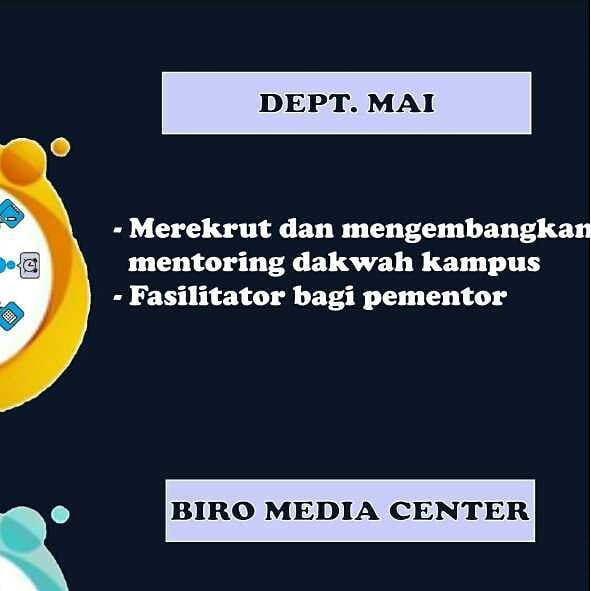 DEPT. MAI
- Merekrut dan mengembangkan
mentoring dakwah kampus
- Fasilitator bagi pementor
BIRO MEDIA CENTER